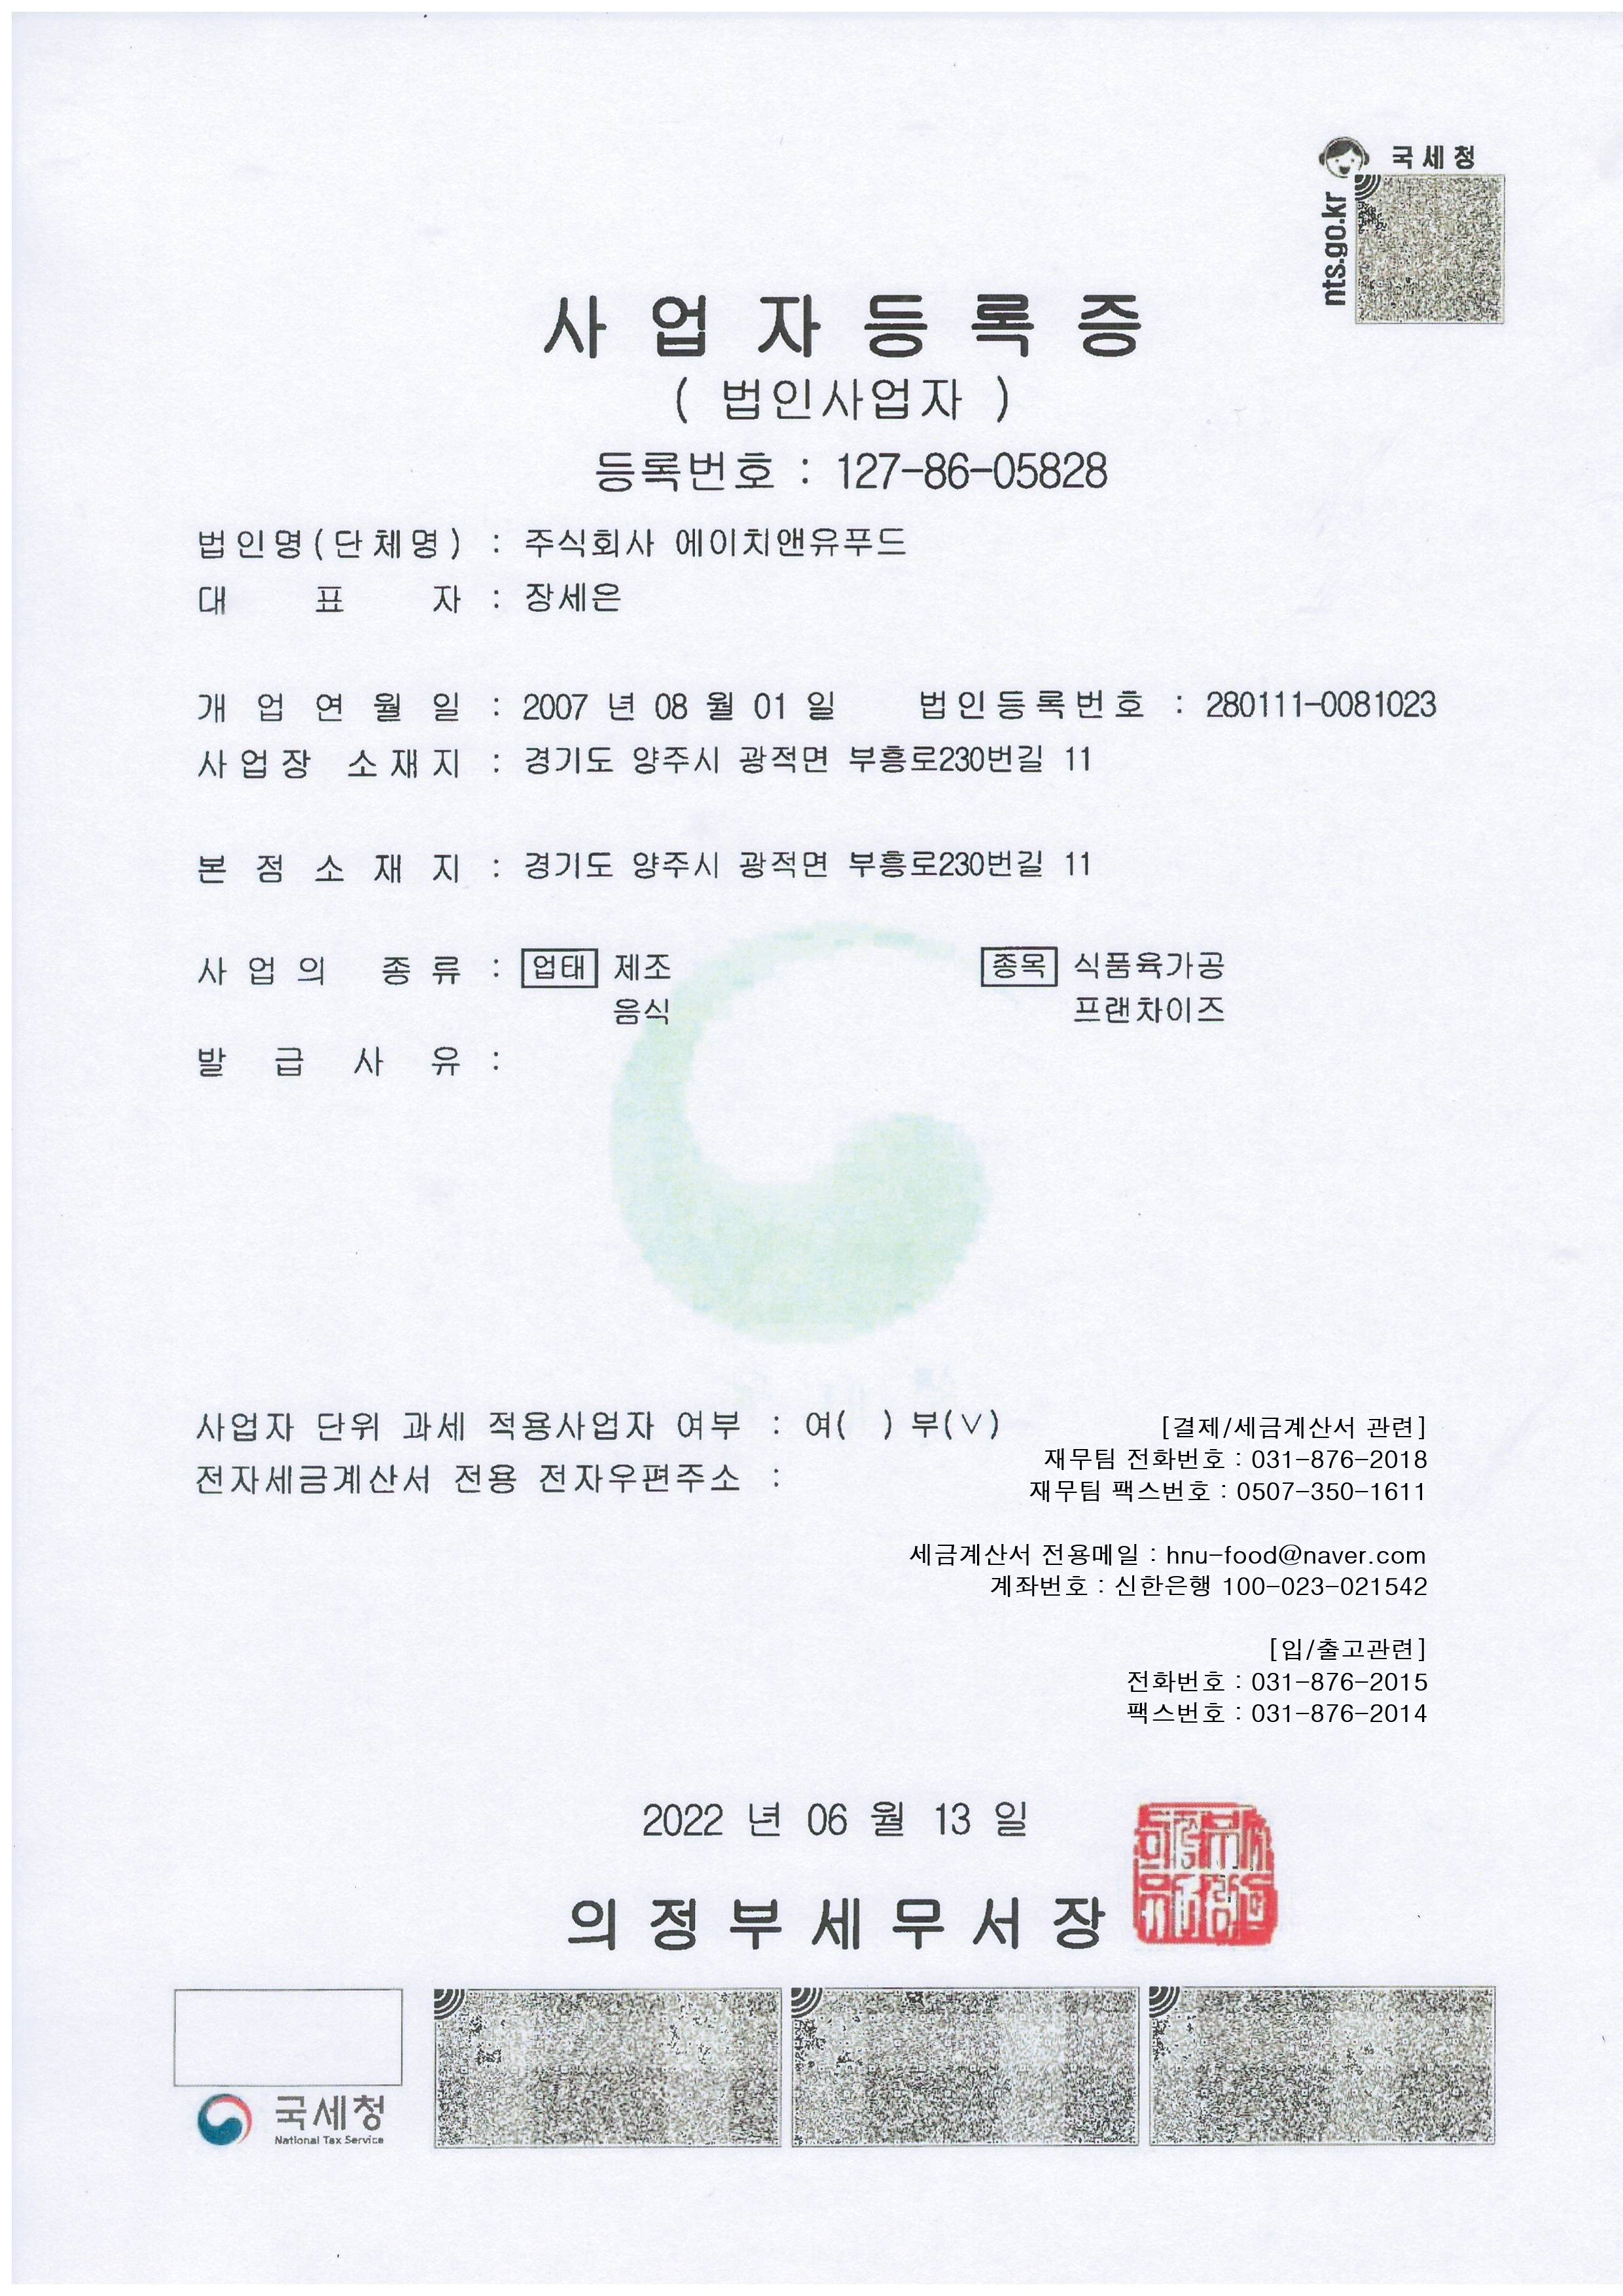 국세청
nts.go.kr
사업자등록증
( 법인사업자 )
등록번호 : 127-86-05828
법인명(단체명) : 주식회사 에이치앤유푸드
대 표 자 : 장세은
개 업 연 월 일 : 2007 년 08 월 01 일 법인등록번호 : 280111-0081023
사업장 소재지 : 경기도 양주시 광적면 부흥로230번길 11
본 점 소 재 지 : 경기도 양주시 광적면 부흥로230번길 11
사 업 의 종 류 : 업태 제조 종목 식품육가공
음식 프랜차이즈
발 급 사 유 :
사업자 단위 과세 적용사업자 여부 : 여( ) 부(∨)
전자세금계산서 전용 전자우편주소 :
[결제/세금계산서 관련]
재무팀 전화번호 : 031-876-2018
재무팀 팩스번호 : 0507-350-1611
세금계산서 전용메일 : hnu-food@naver.com
계좌번호 : 신한은행 100-023-021542
[입/출고관련]
전화번호 : 031-876-2015
팩스번호 : 031-876-2014
2022 년 06 월 13 일
의정부세무서장
국세청
National Tax Service